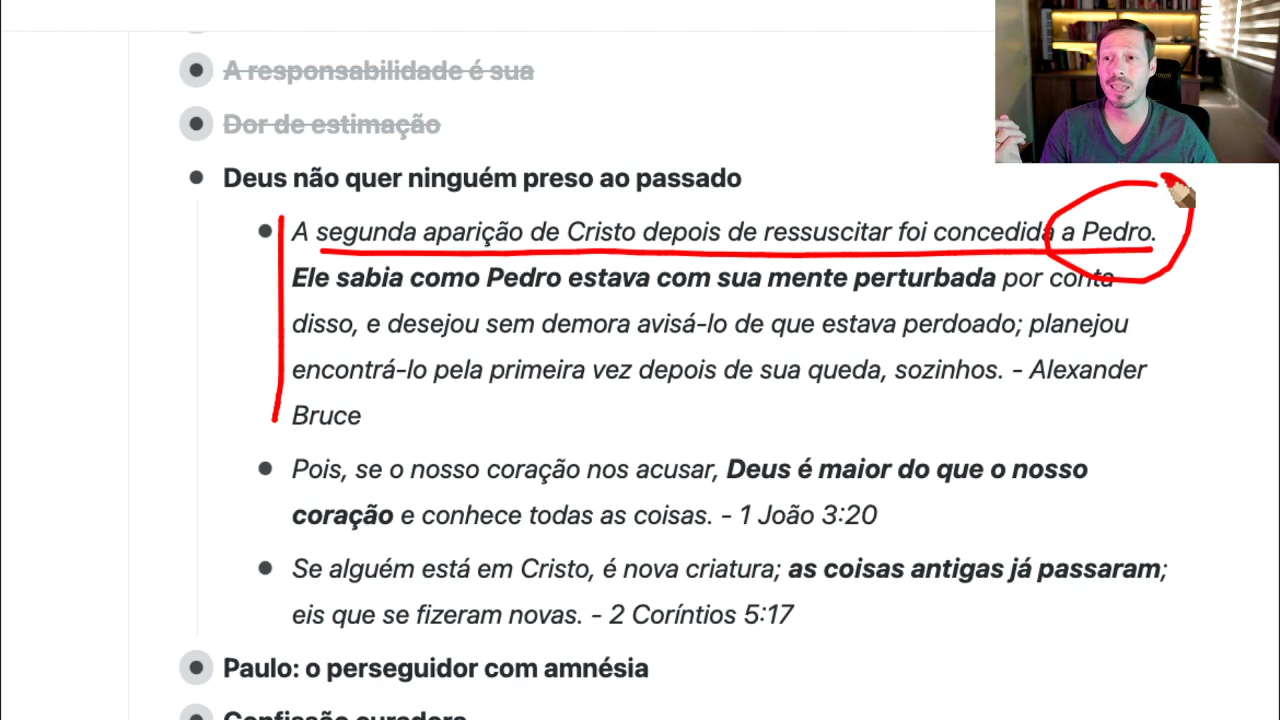 A responsabilidade é sua
Dor de estimação
Deus não quer ninguém preso ao passado
A segunda aparição de Cristo depois de ressuscitar foi concedida a Pedro.
Ele sabia como Pedro estava com sua mente perturbada por conta
disso, e desejou sem demora avisá-lo de que estava perdoado; planejou
encontrá-lo pela primeira vez depois de sua queda, sozinhos. - Alexander
Bruce
Pois, se o nosso coração nos acusar, Deus é maior do que o nosso
coração e conhece todas as coisas. - 1 João 3:20
Se alguém está em Cristo, é nova criatura; as coisas antigas já passaram;
eis que se fizeram novas. - 2 Coríntios 5:17
Paulo: o perseguidor com amnésia
Confissão curadora